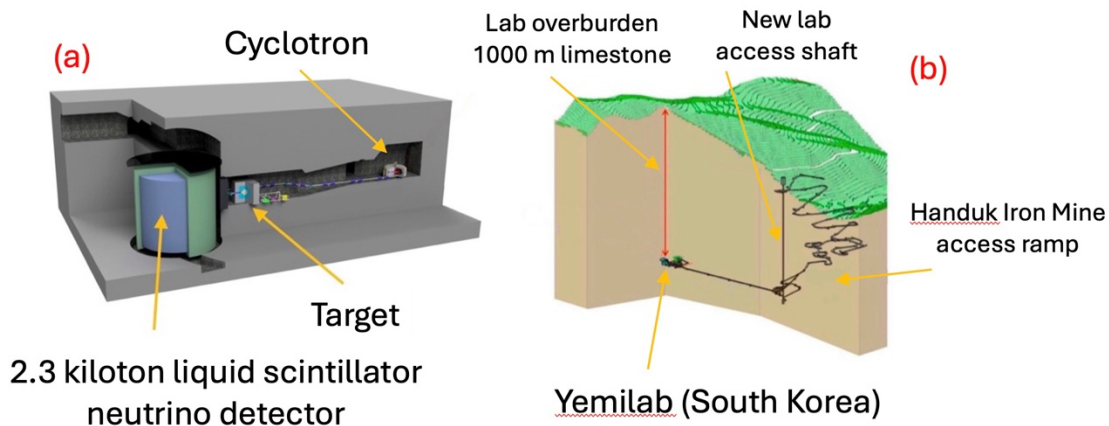 (a)
Cyclotron
Target
2.3 kiloton liquid scintillator
neutrino detector
Lab overburden
1000 m limestone
New lab
access shaft
(b)
Handuk Iron Mine
access ramp
Yemilab (South Korea)